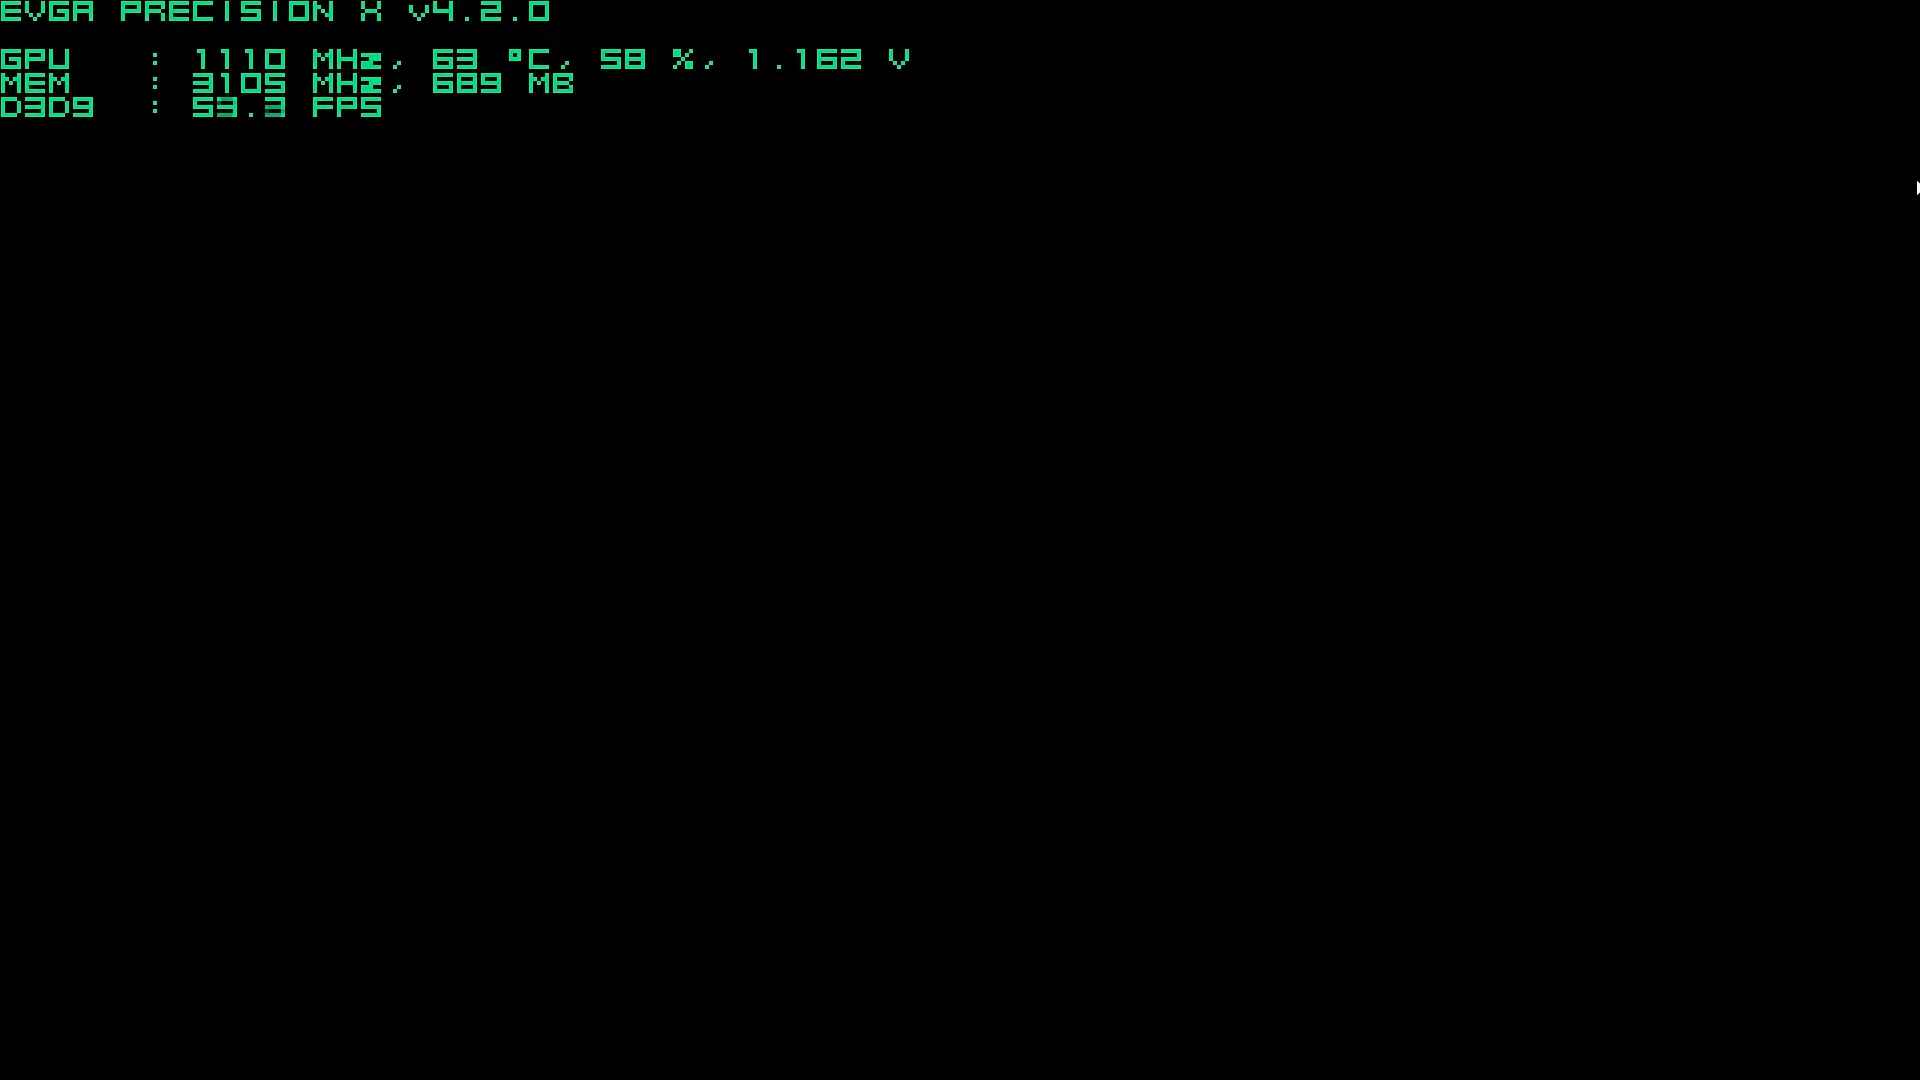 EVGA PRECISION X v4.2.0
GPU : 1110 MHz, 63 °C, 58 %, 1.162 V
MEM : 3105 MHz, 689 MB
D3D9 : 59.3 FPS